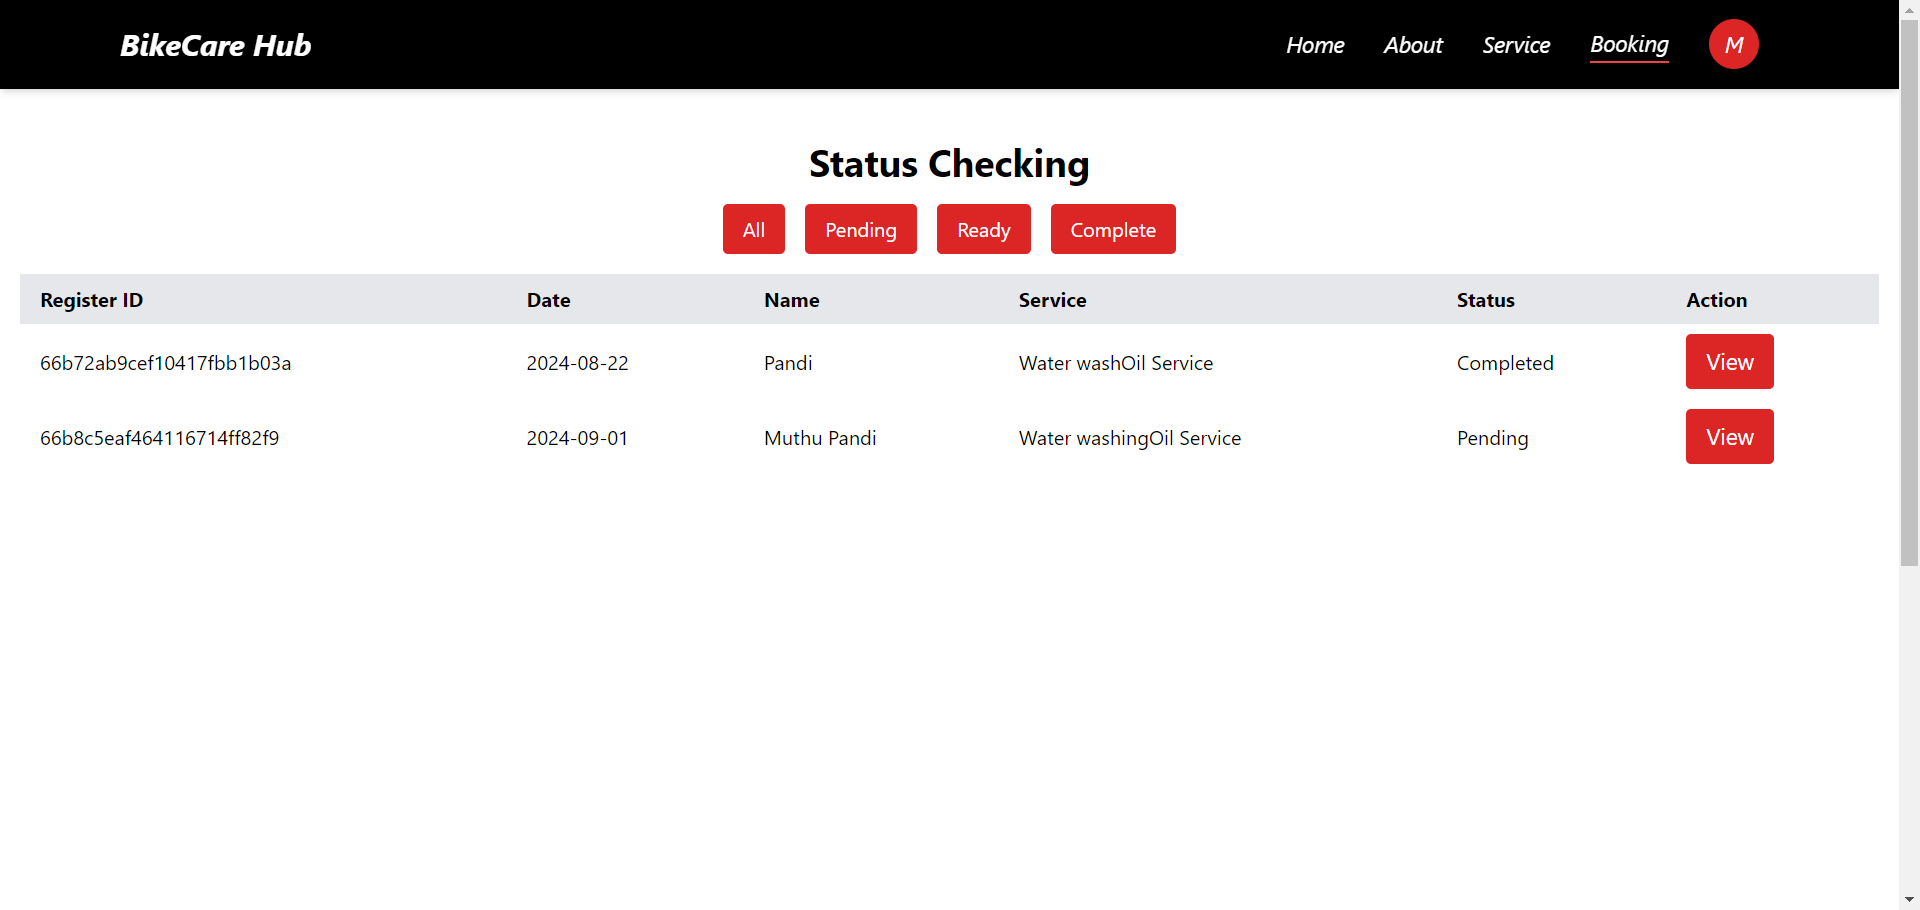 BikeCare Hub Home About Service Booking M
Status Checking
All Pending Ready Complete
Register ID Date Name Service Status Action
66b72ab9cef10417fbb1b03a 2024-08-22 Pandi Water washOil Service Completed View
66b8c5eaf464116714ff82f9 2024-09-01 Muthu Pandi Water washingOil Service Pending View